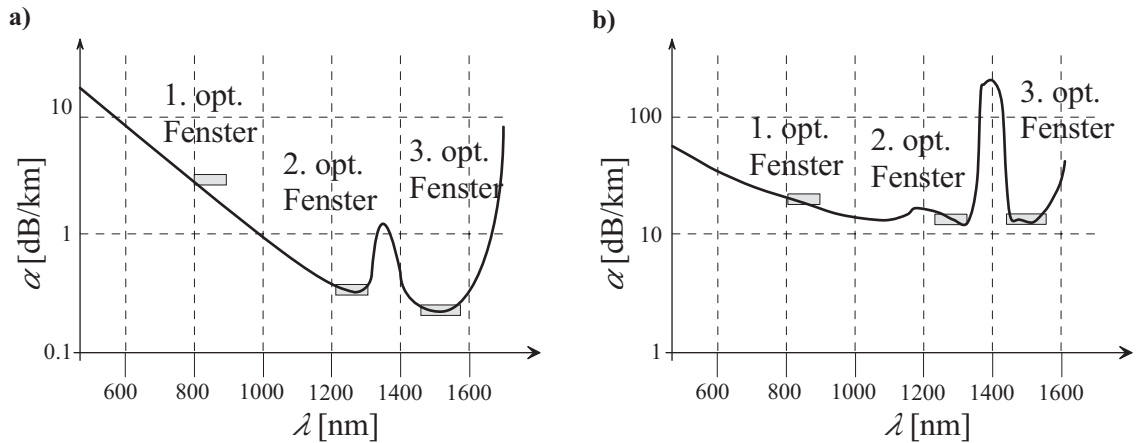 a)
10
1
0.1
α [dB/km]
1. opt.
Fenster
2. opt.
Fenster
3. opt.
Fenster
600 800 1000 1200 1400 1600
λ [nm]
b)
100
10
1
α [dB/km]
1. opt.
Fenster
2. opt.
Fenster
3. opt.
Fenster
600 800 1000 1200 1400 1600
λ [nm]